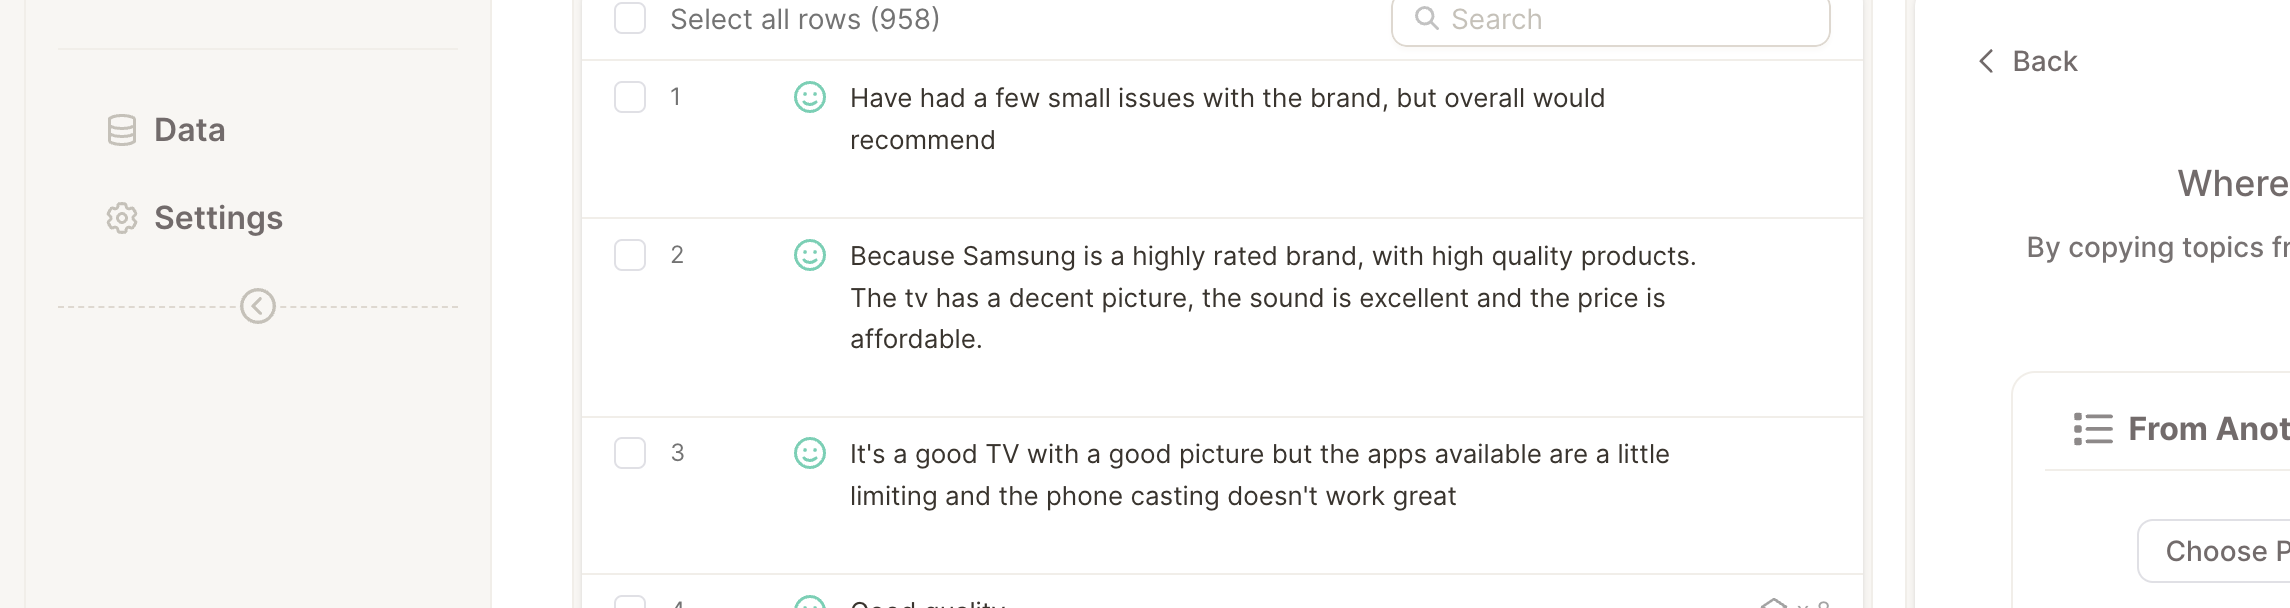 Select all rows (958)
Search
Data
Settings
1
Have had a few small issues with the brand, but overall would
recommend
2
Because Samsung is a highly rated brand, with high quality products.
The tv has a decent picture, the sound is excellent and the price is
affordable.
3
It's a good TV with a good picture but the apps available are a little
limiting and the phone casting doesn't work great
4
Good quality
Back
Where
By copying topics
From
Choose